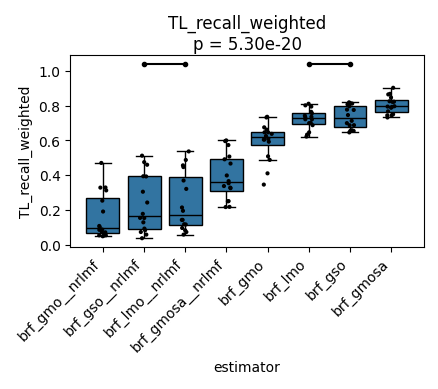 TL_recall_weighted
p = 5.30e-20
TL_recall_weighted
1.0
0.8
0.6
0.4
0.2
0.0
brf_gmo__nrlmf
brf_gso__nrlmf
brf_lmo__nrlmf
brf_gmosa__nrlmf
brf_gmo
brf_lmo
brf_gso
brf_gmosa
estimator